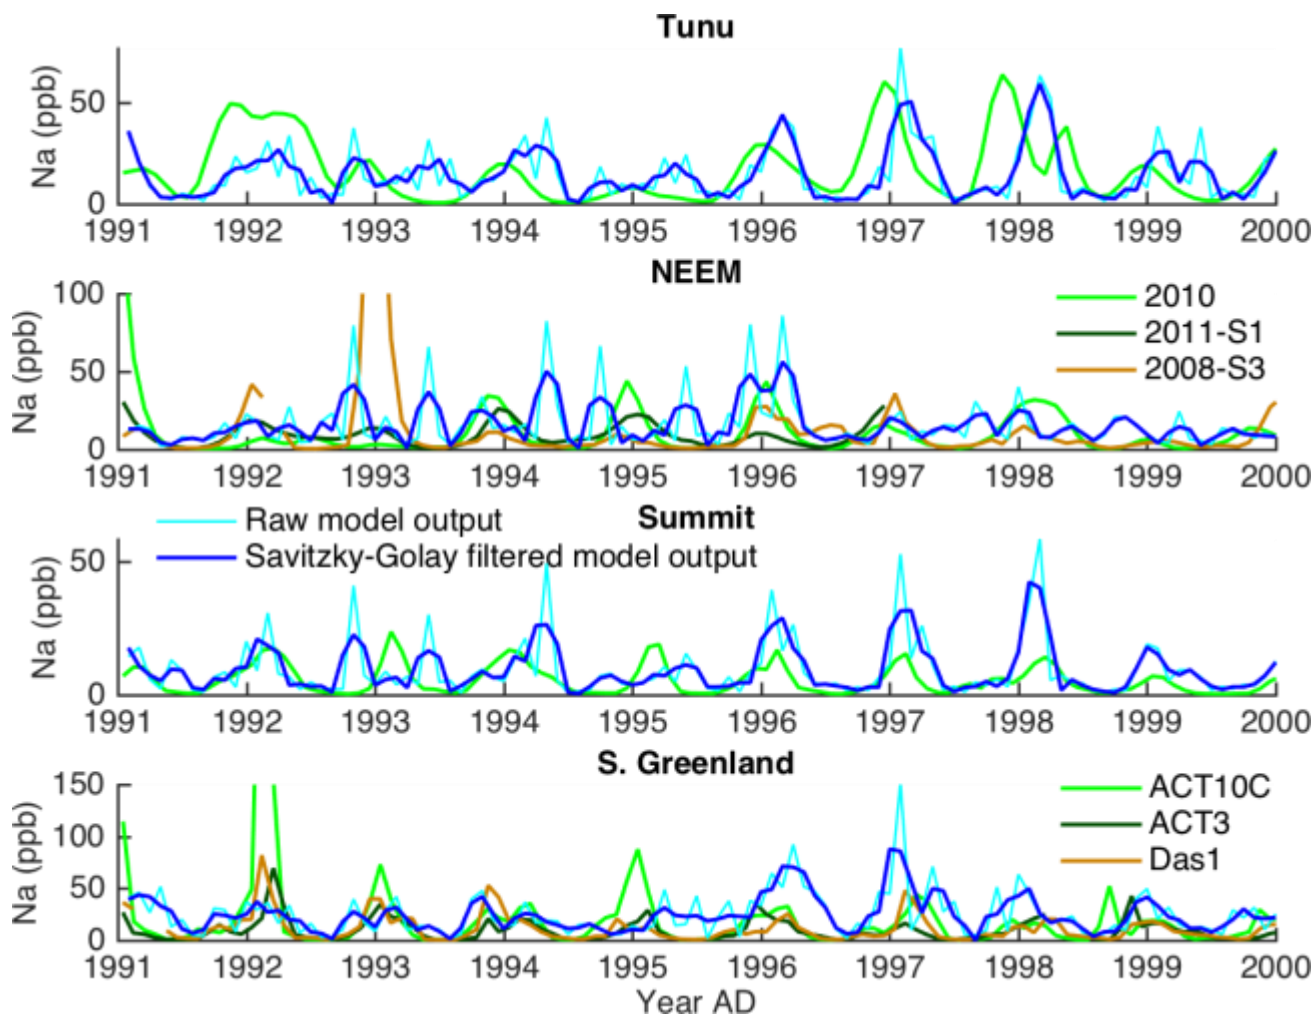 Tunu
Na (ppb)
50
0
1991 1992 1993 1994 1995 1996 1997 1998 1999 2000
NEEM
Na (ppb)
100
50
0
2010
2011-S1
2008-S3
1991 1992 1993 1994 1995 1996 1997 1998 1999 2000
Summit
Raw model output
Savitzky-Golay filtered model output
Na (ppb)
50
0
1991 1992 1993 1994 1995 1996 1997 1998 1999 2000
S. Greenland
Na (ppb)
150
100
50
0
ACT10C
ACT3
Das1
1991 1992 1993 1994 1995 1996 1997 1998 1999 2000
Year AD